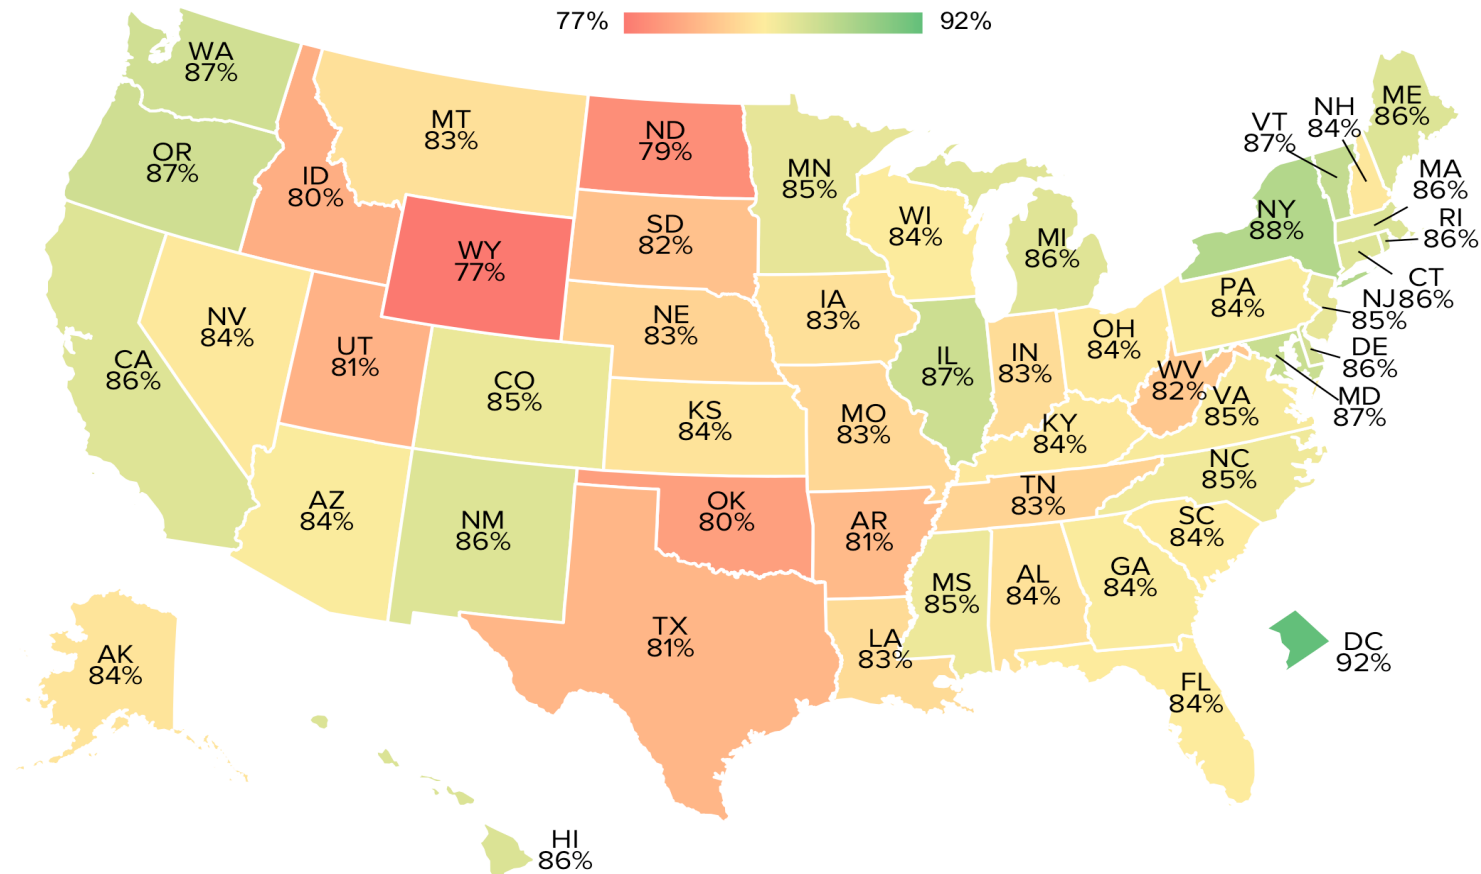 77%
92%
WA
87%
OR
87%
ID
80%
MT
83%
ND
79%
MN
85%
WY
77%
SD
82%
WI
84%
MI
86%
NY
88%
VT
87%
NH
84%
ME
86%
MA
86%
RI
86%
CT
86%
NJ
85%
DE
86%
MD
87%
CA
86%
NV
84%
UT
81%
CO
85%
NE
83%
IA
83%
IL
87%
IN
83%
OH
84%
PA
84%
WV
82%
VA
85%
KS
84%
MO
83%
KY
84%
NC
85%
TN
83%
SC
84%
AZ
84%
NM
86%
OK
80%
AR
81%
MS
85%
AL
84%
GA
84%
TX
81%
LA
83%
FL
84%
DC
92%
AK
84%
HI
86%